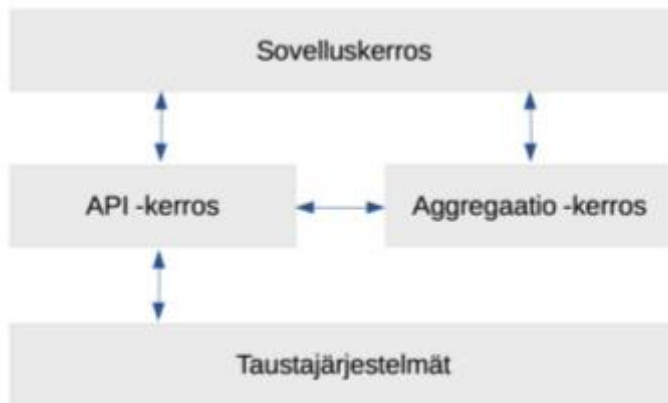 Sovelluskerros
API -kerros
Aggregaatio -kerros
Taustajärjestelmät